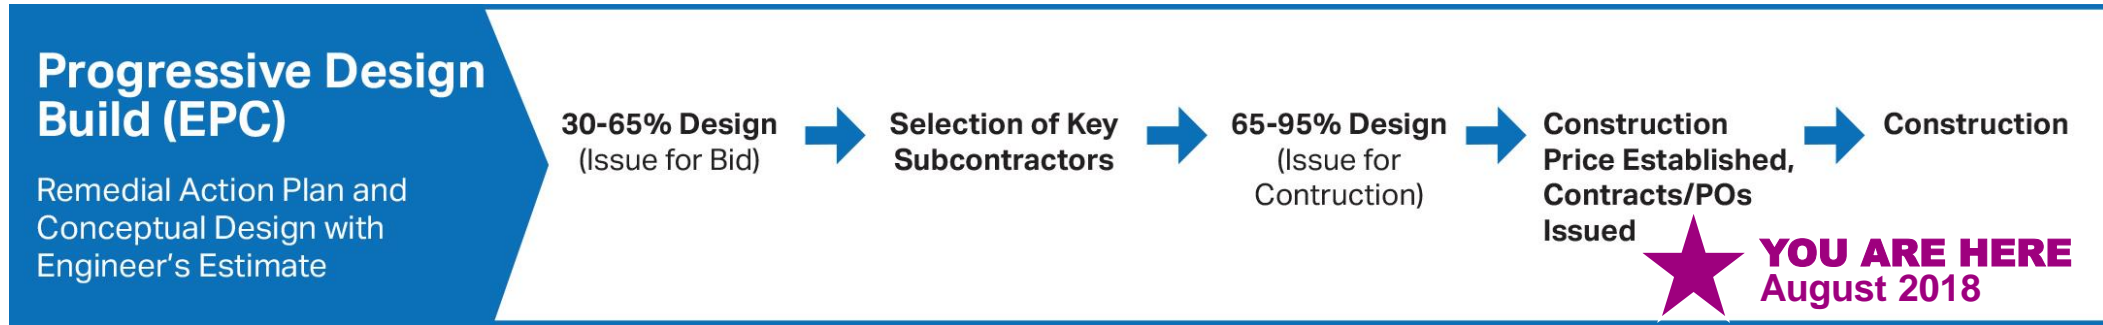 Progressive Design
Build (EPC)
Remedial Action Plan and
Conceptual Design with
Engineer's Estimate
30-65% Design
(Issue for Bid)
Selection of Key
Subcontractors
65-95% Design
(Issue for
Contruction)
Construction
Price Established,
Contracts/POs
Issued
Construction
YOU ARE HERE
August 2018